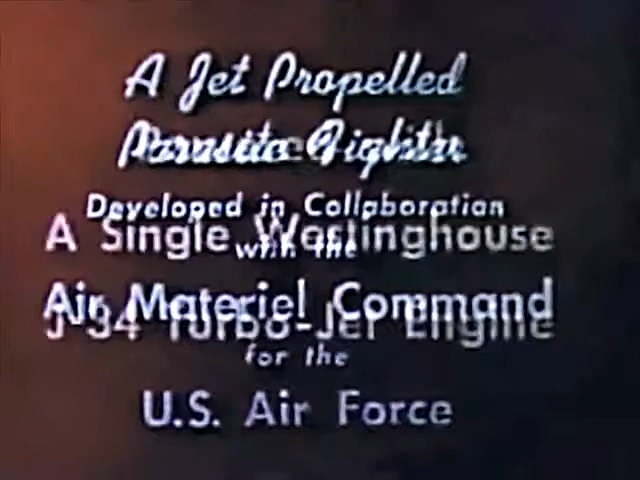 A Jet Propelled
Parasite Fighter
Developed in Collaboration
A Single Westinghouse
with the
Air Materiel Command
J-34 Turbo-Jet Engine
for the
U.S. Air Force